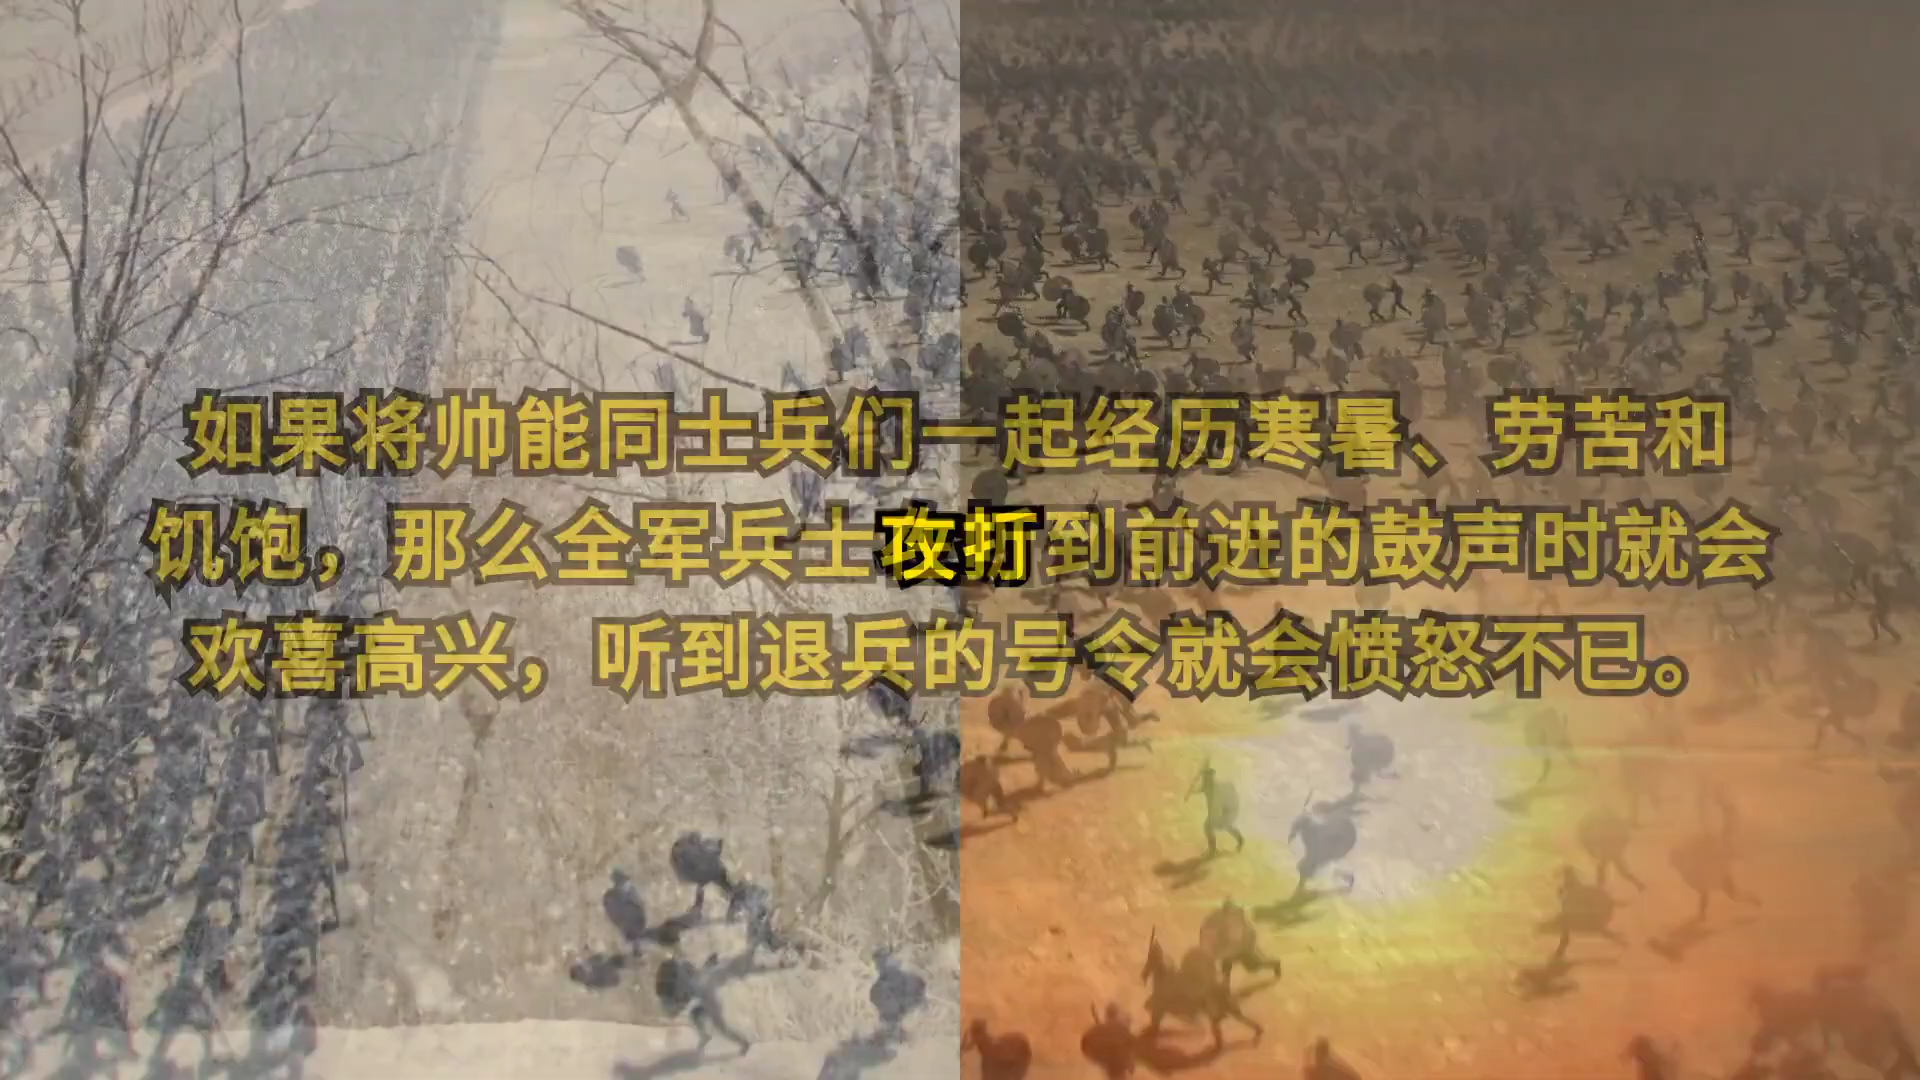 如果将帅能同士兵们一起经历寒暑、劳苦和
饥饱，那么全军兵士攻打到前进的鼓声时就会
欢喜高兴，听到退兵的号令就会愤怒不已。